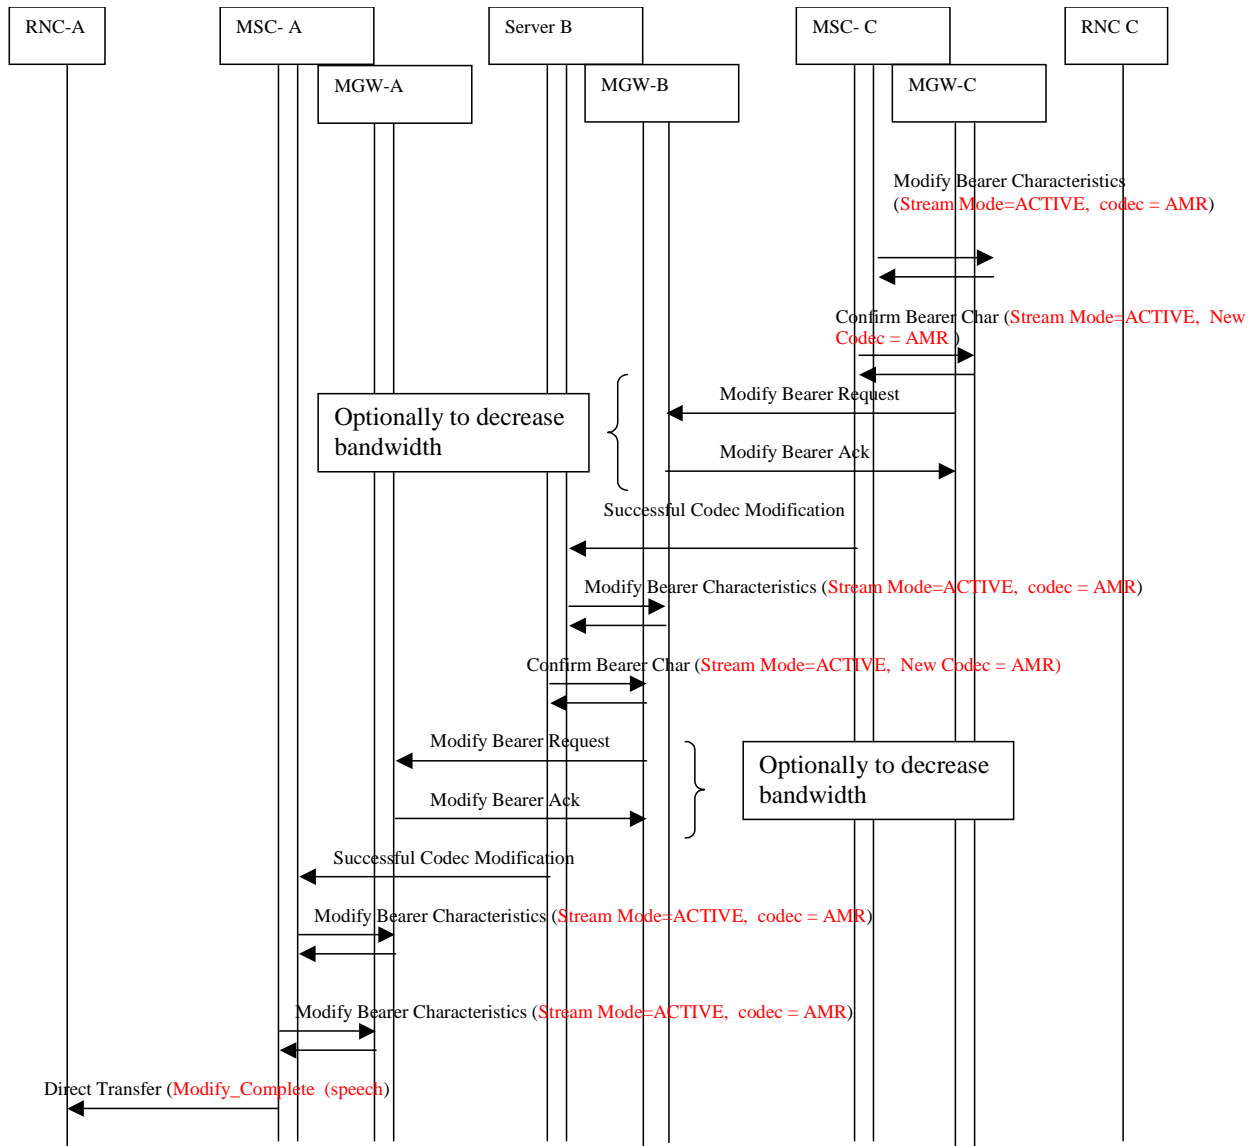 RNC-A
MSC- A
Server B
MSC- C
RNC C
MGW-A
MGW-B
MGW-C
Modify Bearer Characteristics
(Stream Mode=ACTIVE, codec = AMR)
Confirm Bearer Char (Stream Mode=ACTIVE, New
Codec = AMR )
Optionally to decrease
bandwidth
Modify Bearer Request
Modify Bearer Ack
Successful Codec Modification
Modify Bearer Characteristics (Stream Mode=ACTIVE, codec = AMR)
Confirm Bearer Char (Stream Mode=ACTIVE, New Codec = AMR)
Modify Bearer Request
Optionally to decrease
bandwidth
Modify Bearer Ack
Successful Codec Modification
Modify Bearer Characteristics (Stream Mode=ACTIVE, codec = AMR)
Modify Bearer Characteristics (Stream Mode=ACTIVE, codec = AMR)
Direct Transfer (Modify_Complete (speech)